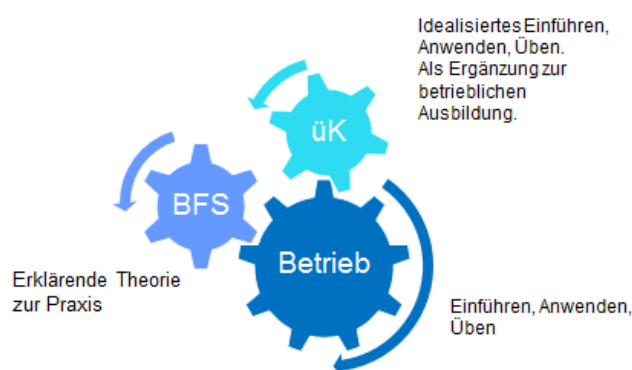 Idealisiertes Einführen,
Anwenden, Üben.
Als Ergänzung zur
betrieblichen
Ausbildung.
üK
BFS
Betrieb
Erklärende Theorie
zur Praxis
Einführen, Anwenden,
Üben